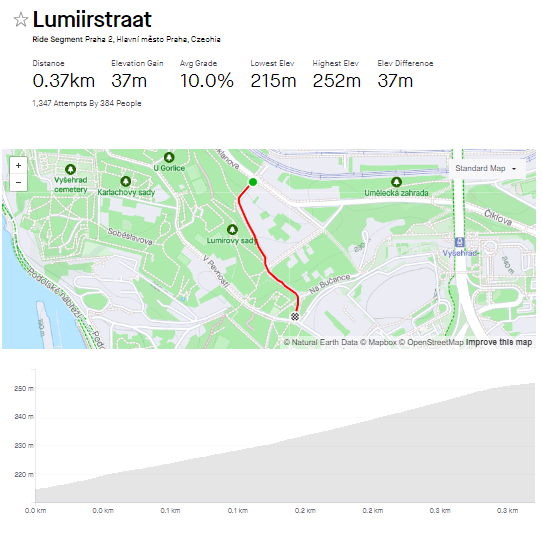 Lumiirstraat
Ride Segment Praha 2, Hlavní město Praha, Czechia
Distance
Elevation Gain
Avg Grade
Lowest Elev
Highest Elev
Elev Difference
0.37km
37m
10.0%
215m
252m
37m
1,347 Attempts By 384 People
+
−
Standard Map
U Gorlice
Vyšehrad
cemetery
Karlachovy sady
Umělecká zahrada
Ciklova
Soběslavova
Lumírovy sady
V Pevnosti
Na Bučance
Vyšehrad
Podolské nábřeží
230
240 m
© Natural Earth Data © Mapbox © OpenStreetMap Improve this map
250 m
240 m
230 m
220 m
0.0 km
0.0 km
0.1 km
0.1 km
0.2 km
0.2 km
0.3 km
0.3 km